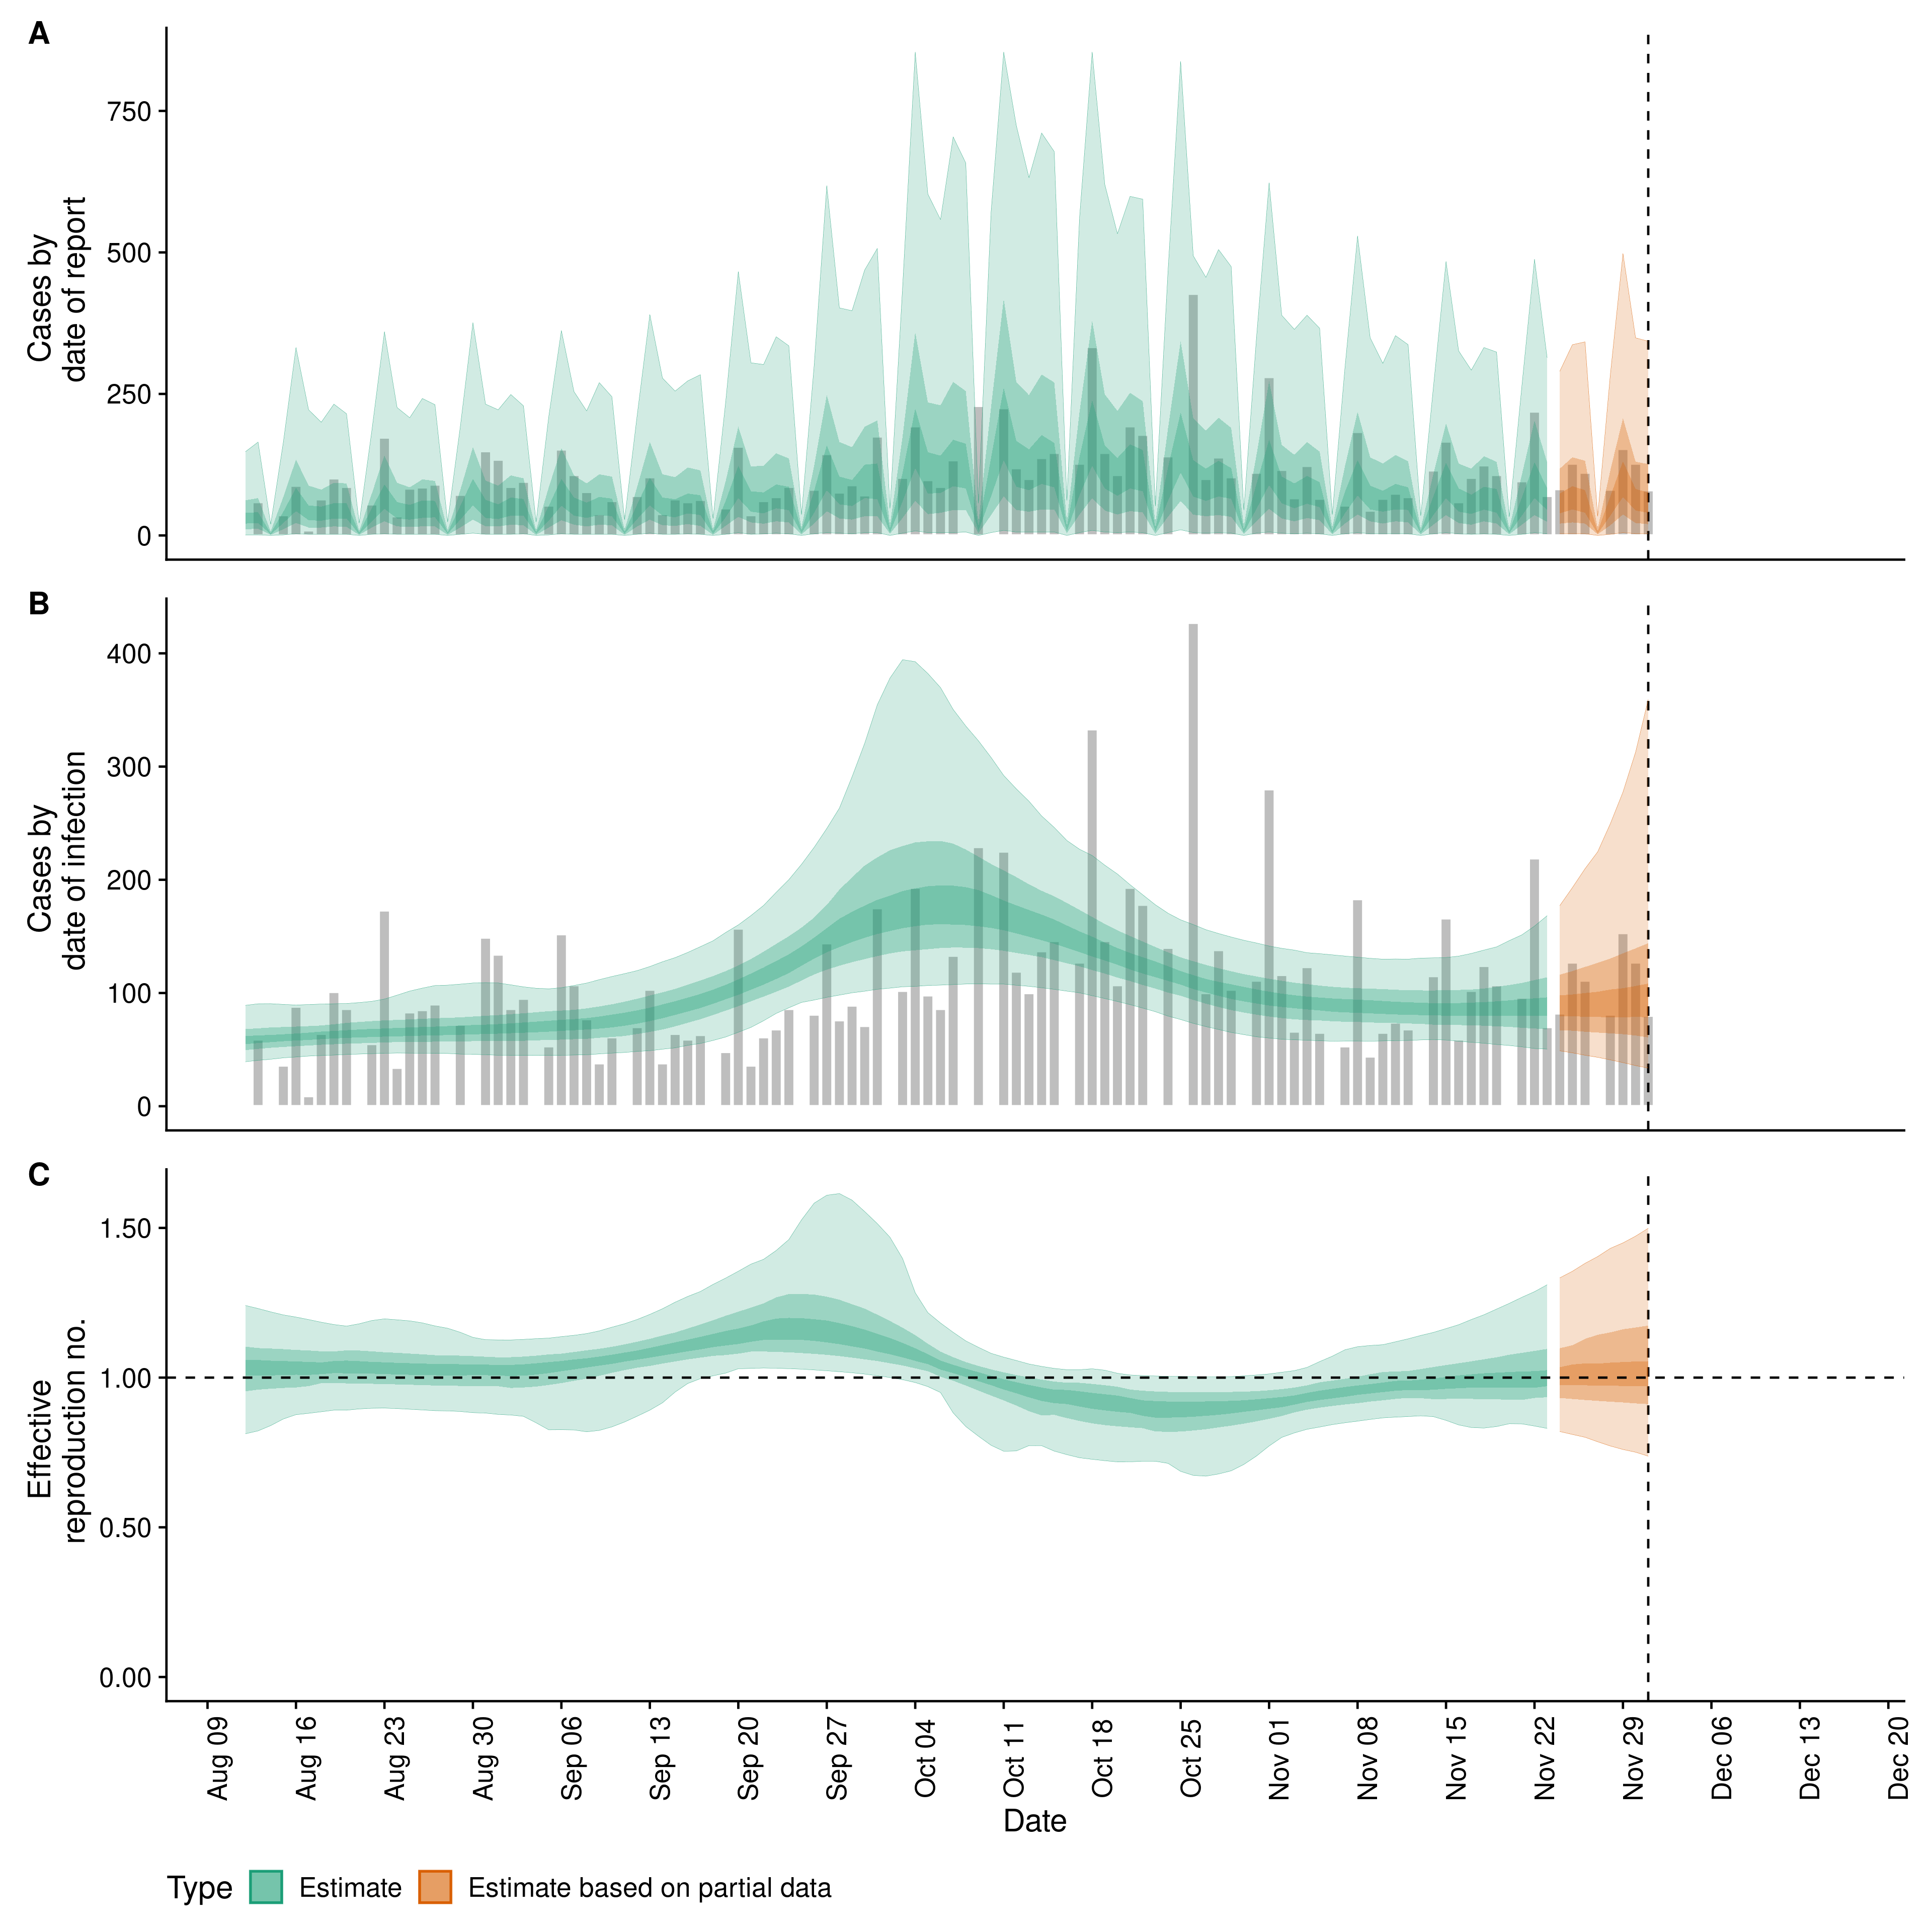 A
Cases by
date of report
750
500
250
0
B
Cases by
date of infection
400
300
200
100
0
C
Effective
reproduction no.
1.50
1.00
0.50
0.00
Aug 09
Aug 16
Aug 23
Aug 30
Sep 06
Sep 13
Sep 20
Sep 27
Oct 04
Oct 11
Oct 18
Oct 25
Nov 01
Nov 08
Nov 15
Nov 22
Nov 29
Dec 06
Dec 13
Dec 20
Date
Type Estimate Estimate based on partial data